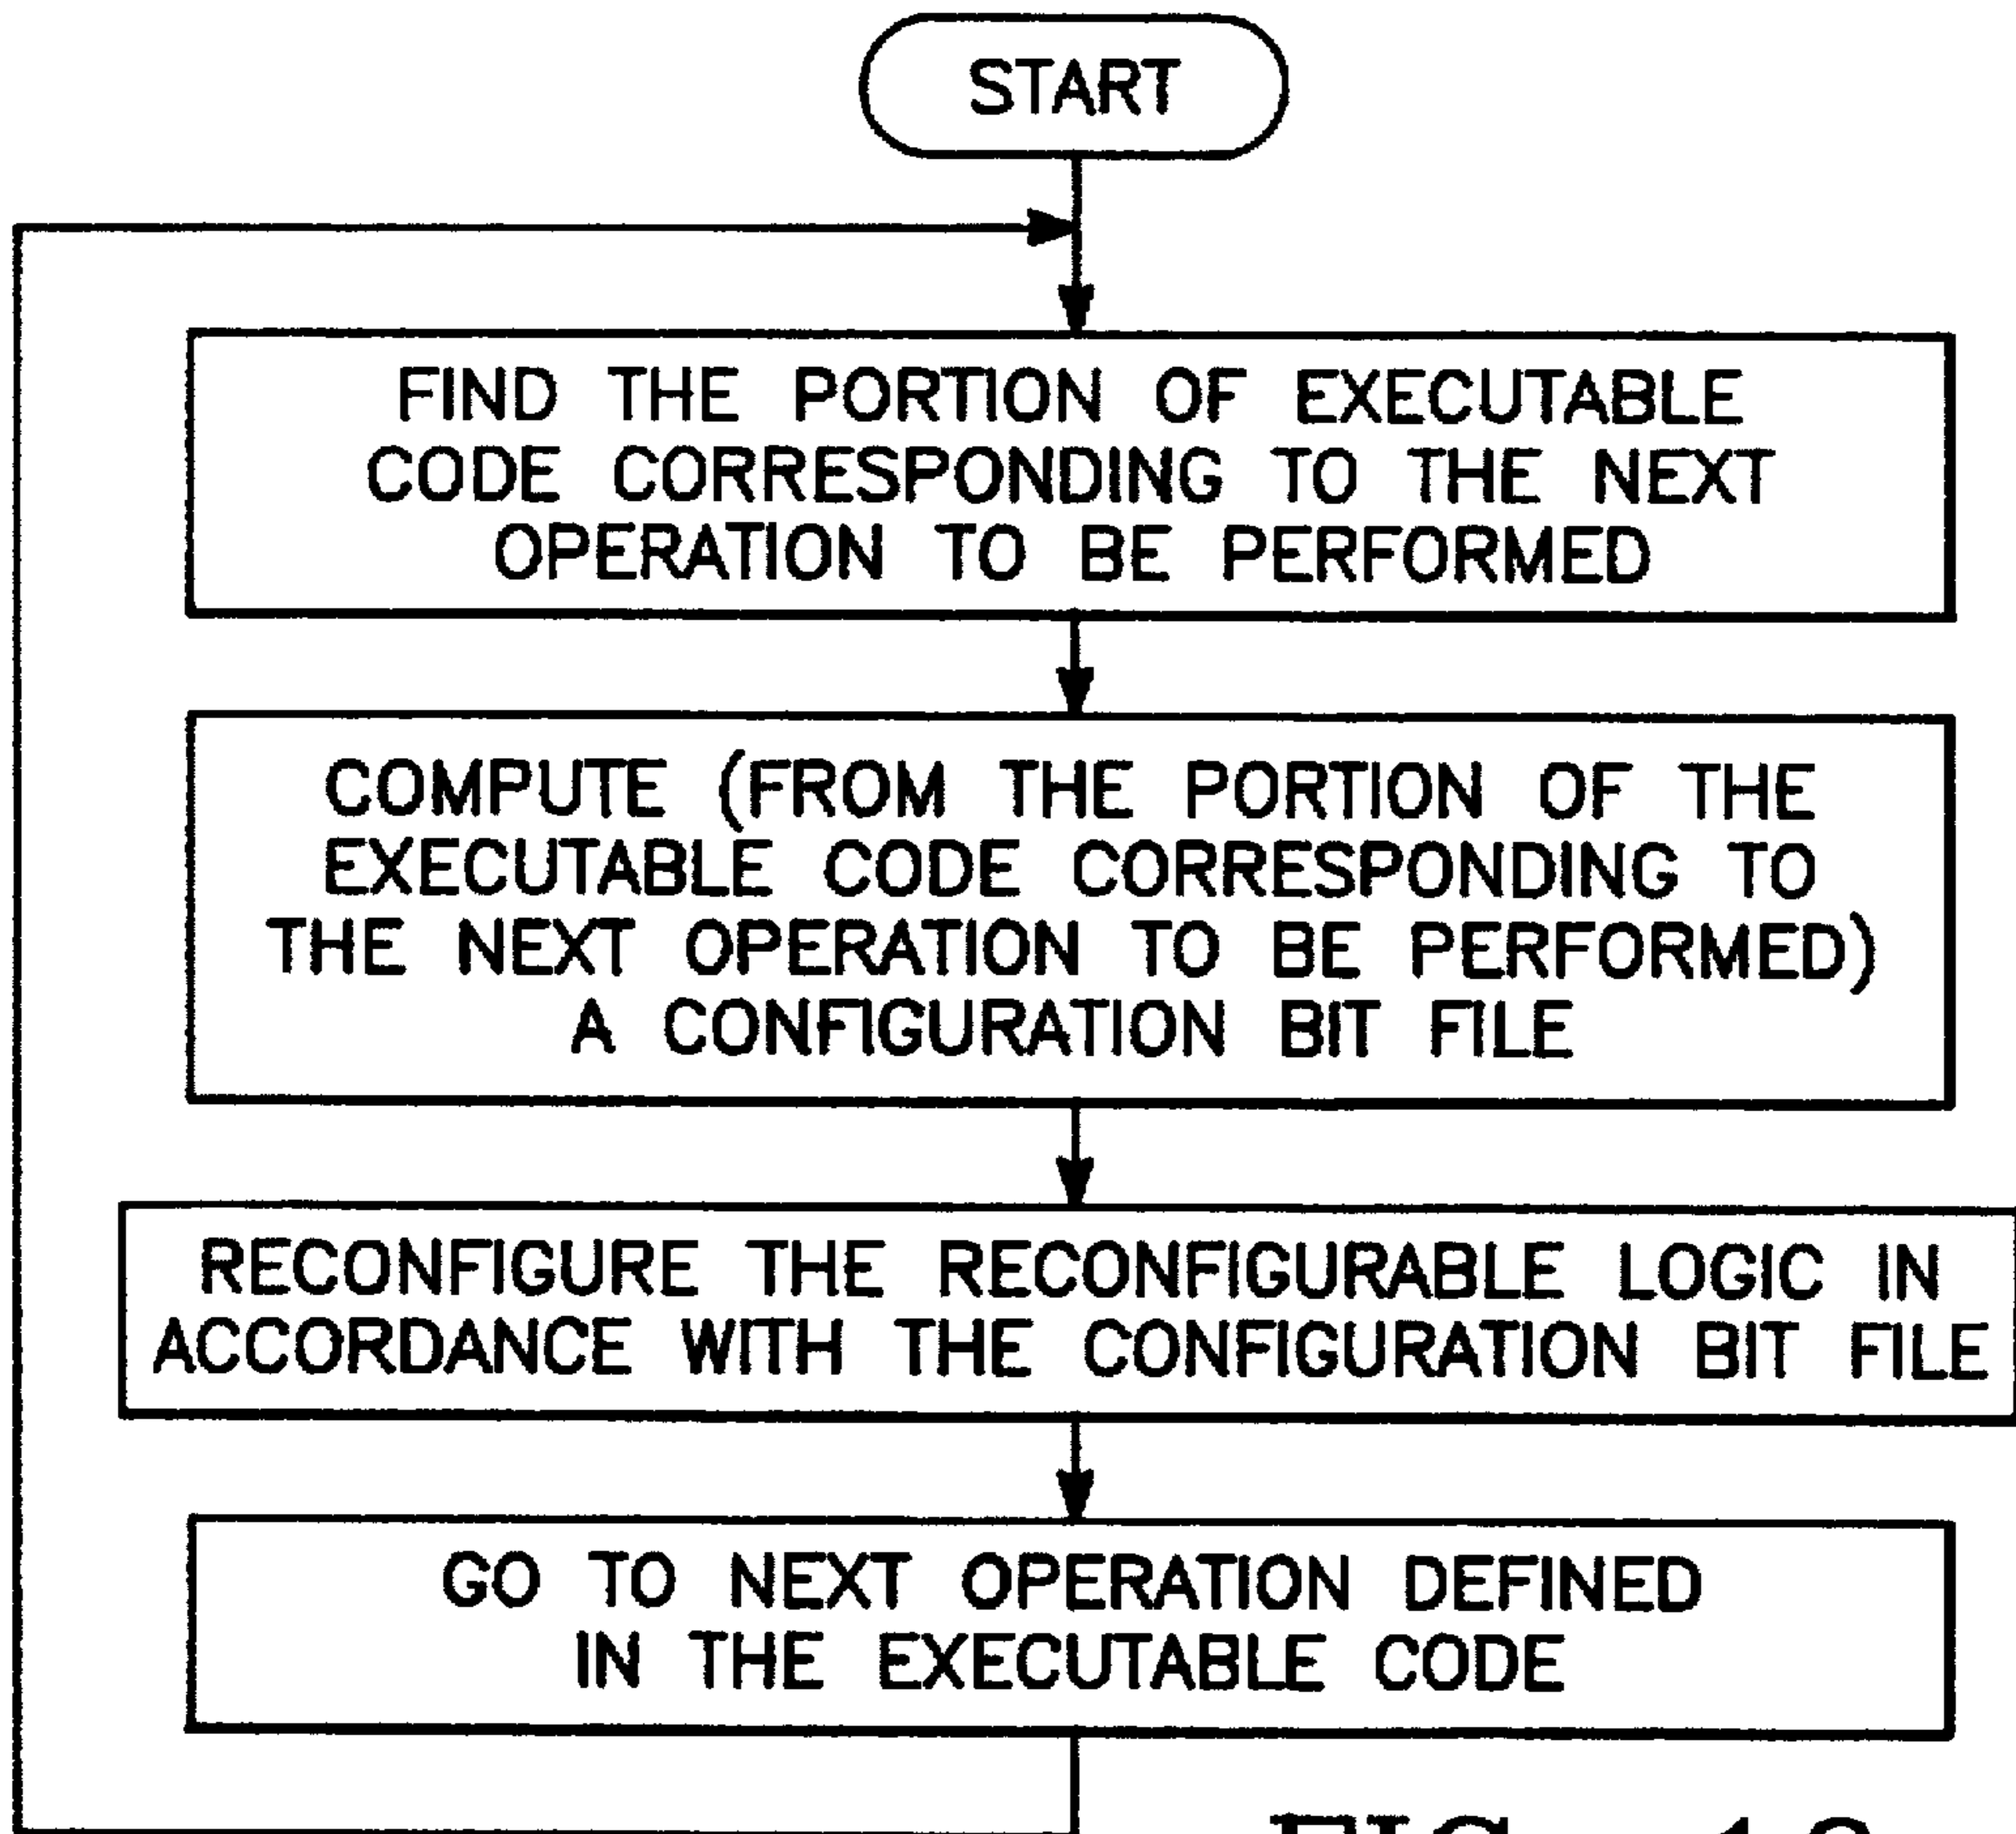 START
FIND THE PORTION OF EXECUTABLE
CODE CORRESPONDING TO THE NEXT
OPERATION TO BE PERFORMED
COMPUTE (FROM THE PORTION OF THE
EXECUTABLE CODE CORRESPONDING TO
THE NEXT OPERATION TO BE PERFORMED)
A CONFIGURATION BIT FILE
RECONFIGURE THE RECONFIGURABLE LOGIC IN
ACCORDANCE WITH THE CONFIGURATION BIT FILE
GO TO NEXT OPERATION DEFINED
IN THE EXECUTABLE CODE
FIG.